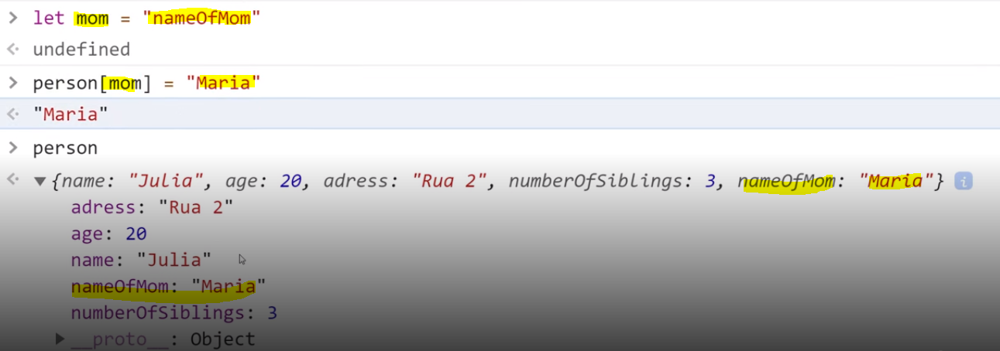 > let mom = "nameOfMom"
<· undefined
> person[mom] = "Maria"
<· "Maria"
> person
<· ▼{name: "Julia", age: 20, adress: "Rua 2", numberOfSiblings: 3, nameOfMom: "Maria"} i
adress: "Rua 2"
age: 20
name: "Julia"
nameOfMom: "Maria"
numberOfSiblings: 3
▶ __proto__: Object